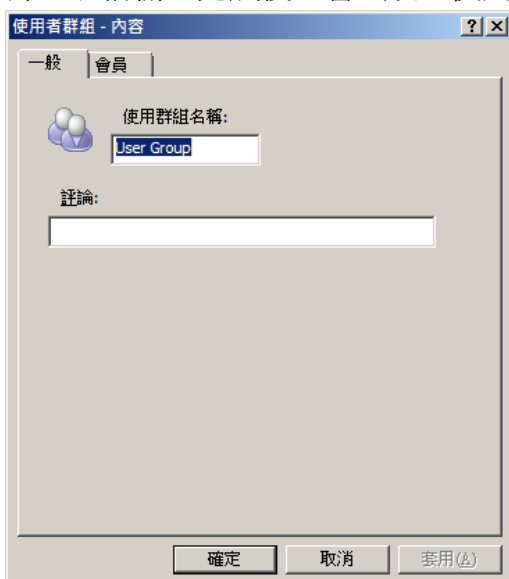 使用者群組 - 內容
一般
會員
使用群組名稱:
User Group
評論:
確定
取消
套用(A)